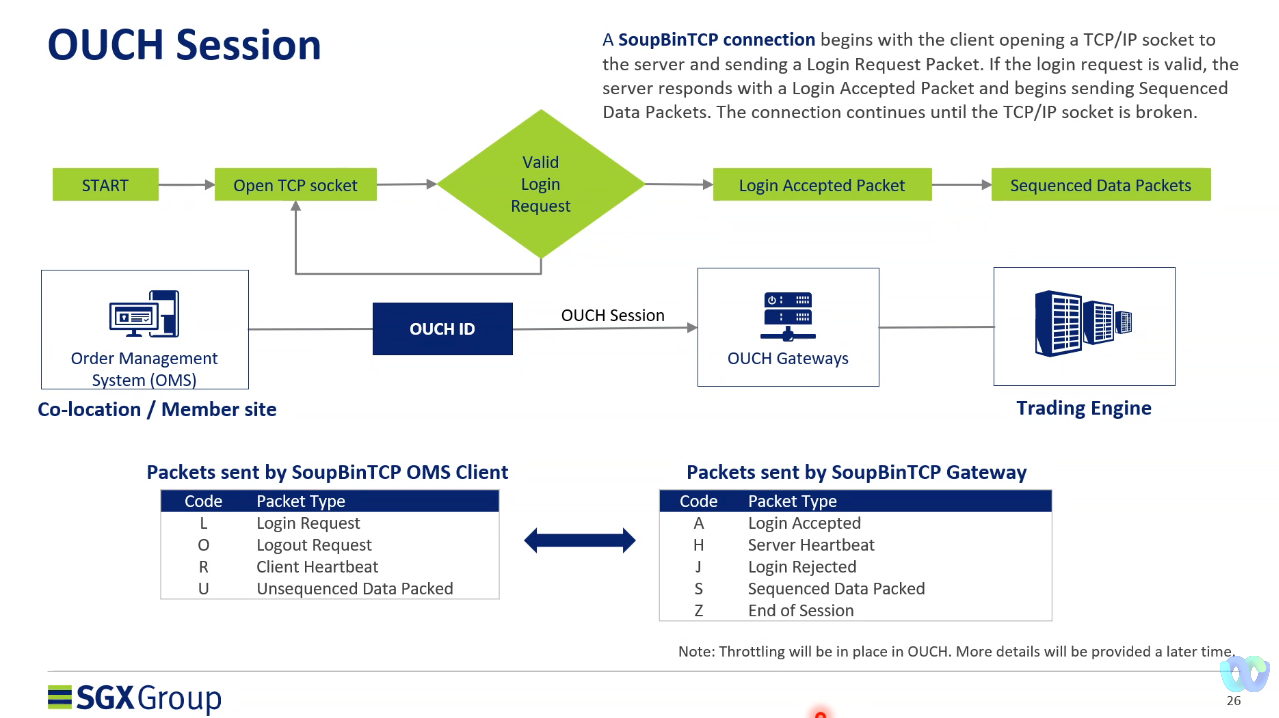 OUCH Session
A SoupBinTCP connection begins with the client opening a TCP/IP socket to
the server and sending a Login Request Packet. If the login request is valid, the
server responds with a Login Accepted Packet and begins sending Sequenced
Data Packets. The connection continues until the TCP/IP socket is broken.
START
Open TCP socket
Valid
Login
Request
Login Accepted Packet
Sequenced Data Packets
Order Management
System (OMS)
Co-location / Member site
OUCH ID
OUCH Session
OUCH Gateways
Trading Engine
Packets sent by SoupBinTCP OMS Client
Code Packet Type
L Login Request
O Logout Request
R Client Heartbeat
U Unsequenced Data Packed
Packets sent by SoupBinTCP Gateway
Code Packet Type
A Login Accepted
H Server Heartbeat
J Login Rejected
S Sequenced Data Packed
Z End of Session
Note: Throttling will be in place in OUCH. More details will be provided a later time.
SGX Group
26